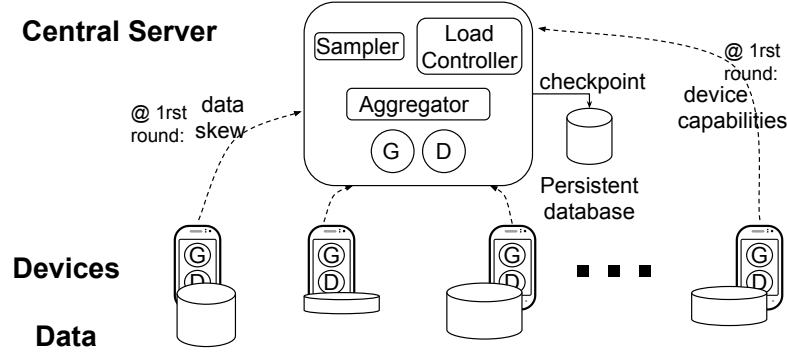 Central Server
Sampler
Load
Controller
@ 1rst
round:
data
skew
Aggregator
checkpoint
@ 1rst
round:
device
capabilities
G D
Persistent
database
Devices
G
D
G
D
G
D
G
D
Data